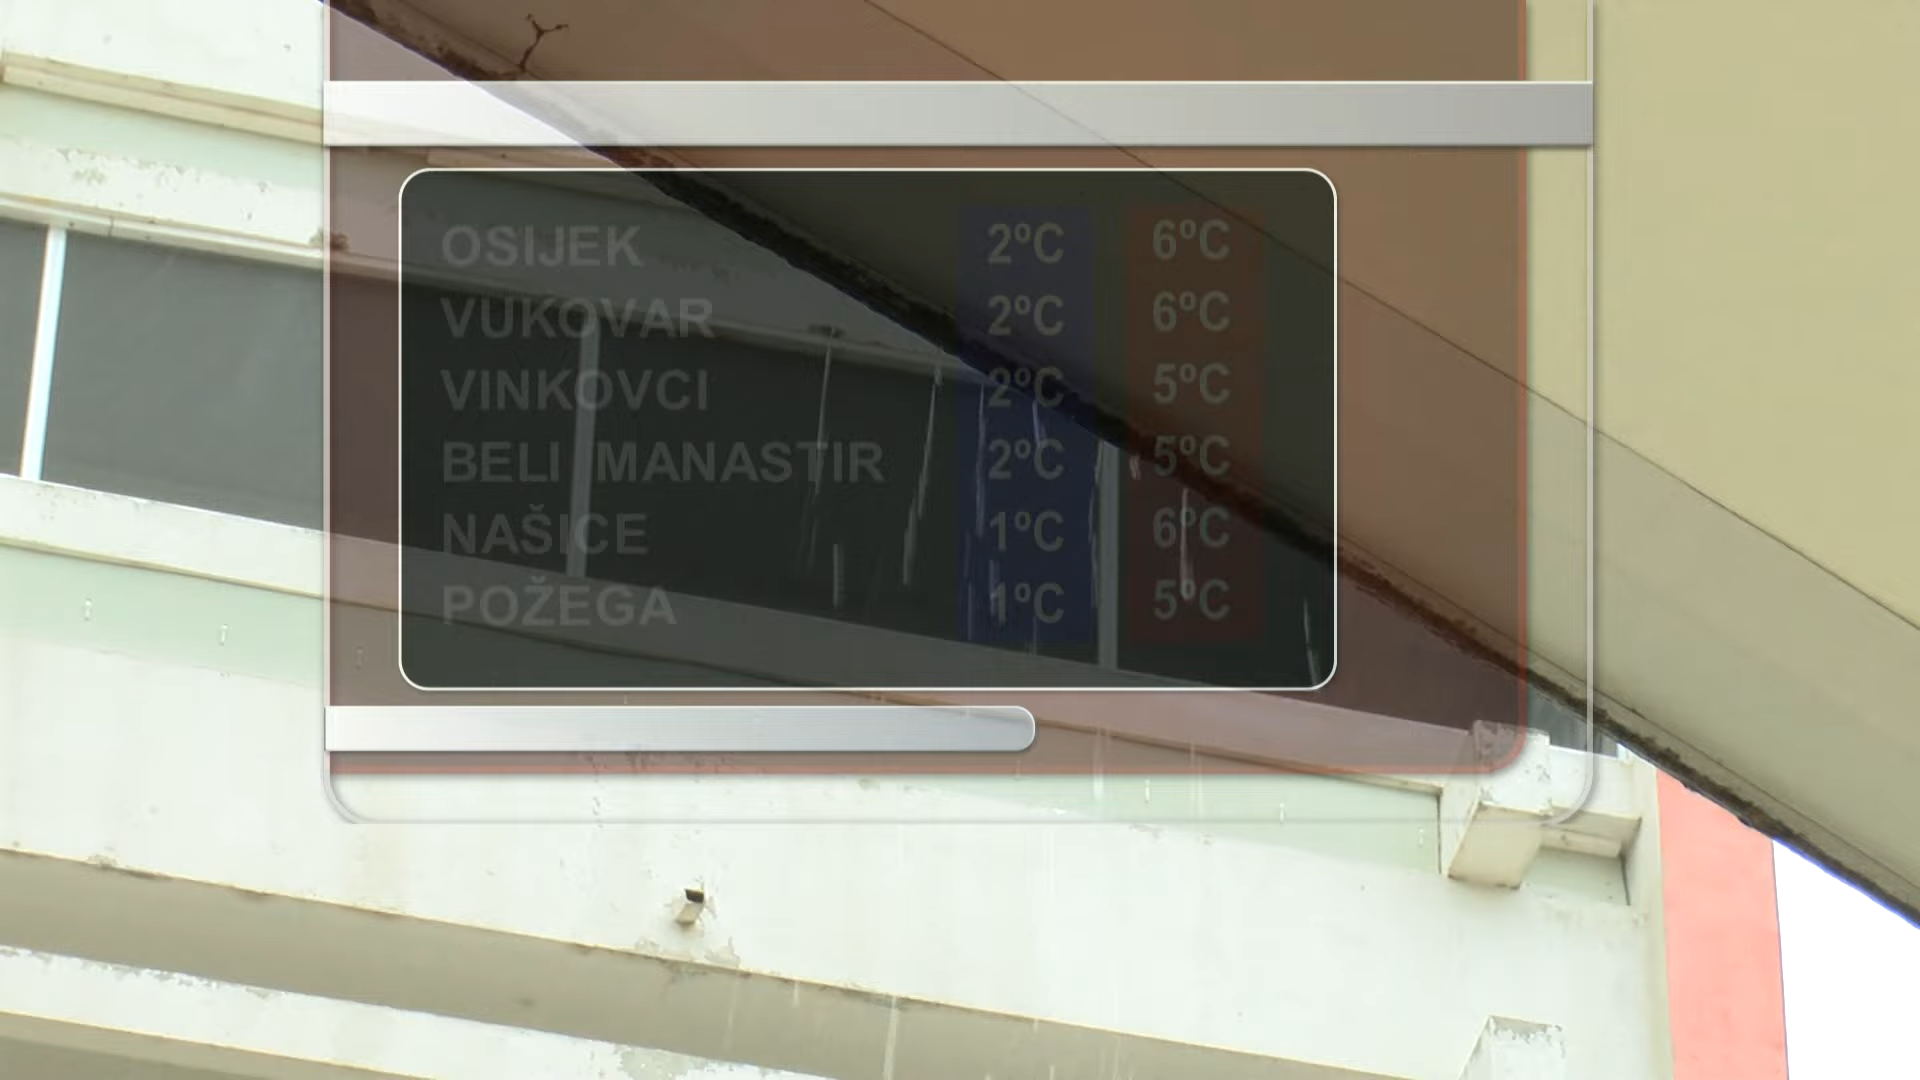 OSIJEK 2ºC 6ºC
VUKOVAR 2ºC 6ºC
VINKOVCI 2ºC 5ºC
BELI MANASTIR 2ºC 5ºC
NAŠICE 1ºC 6ºC
POŽEGA 1ºC 5ºC